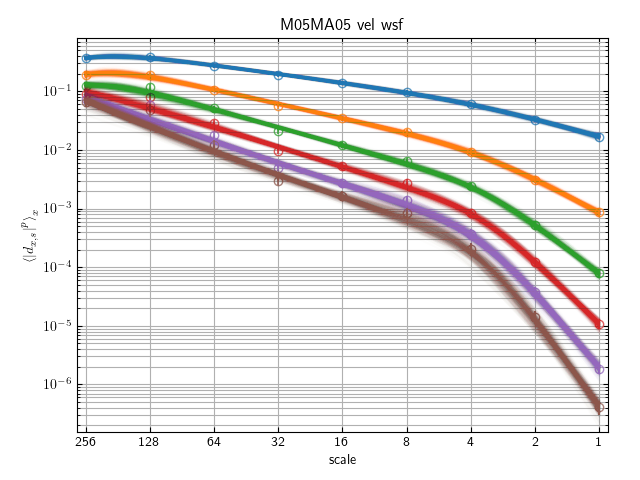 M05MA05 vel wsf
⟨|d_{x,s}|^p⟩_x
10^{-1}
10^{-2}
10^{-3}
10^{-4}
10^{-5}
10^{-6}
256 128 64 32 16 8 4 2 1
scale